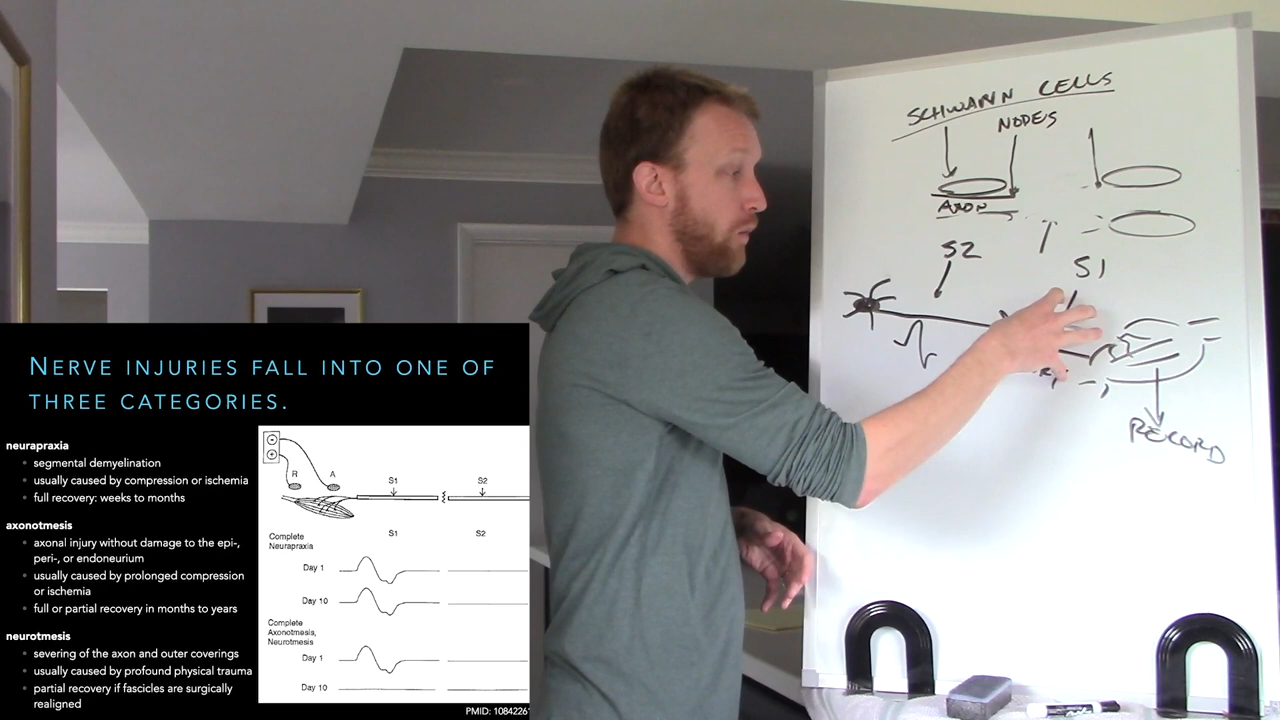 SCHWANN CELLS
NODES
AXON
S2
S1
RECORD
NERVE INJURIES FALL INTO ONE OF
THREE CATEGORIES.
neurapraxia
segmental demyelination
usually caused by compression or ischemia
full recovery: weeks to months
axonotmesis
axonal injury without damage to the epi-,
peri-, or endoneurium
usually caused by prolonged compression
or ischemia
full or partial recovery in months to years
neurotmesis
severing of the axon and outer coverings
usually caused by profound physical trauma
partial recovery if fascicles are surgically
realigned
R A
S1 S2
Complete
Neurapraxia
S1 S2
Day 1
Day 10
Complete
Axonotmesis,
Neurotmesis
Day 1
Day 10
PMID: 1084226